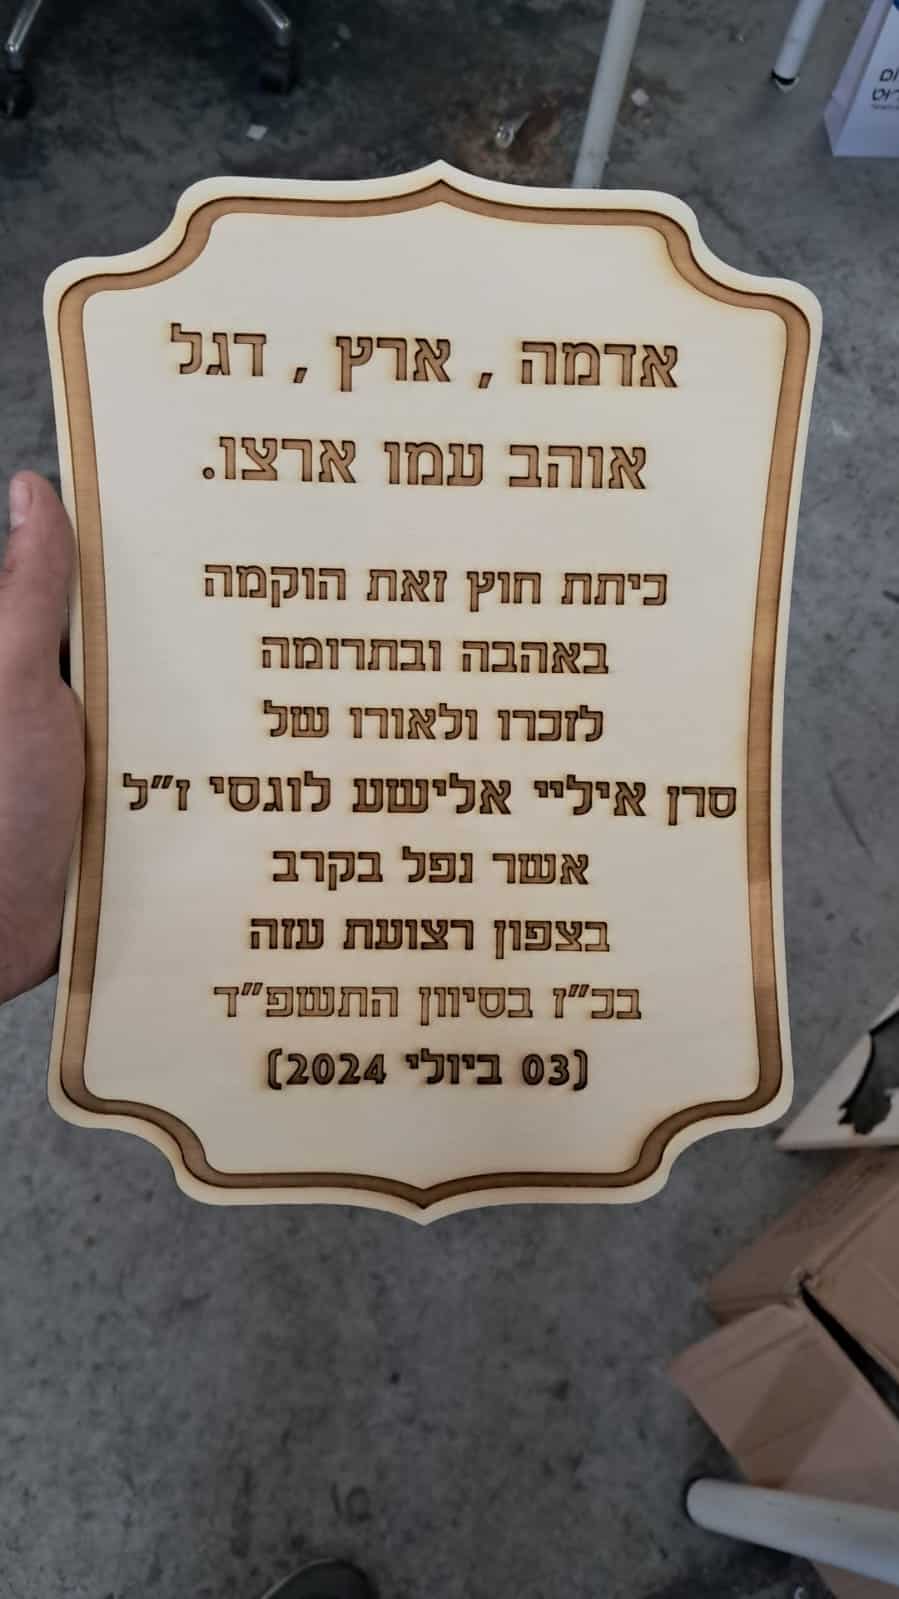 אדמה , ארץ , דגל
אוהב עמו ארצו.
כיתת חוץ זאת הוקמה
באהבה ובתרומה
לזכרו ולאורו של
סרן איליי אלישע לוגסי ז״ל
אשר נפל בקרב
בצפון רצועת עזה
בכ״ז בסיוון התשפ״ד
(03 ביולי 2024)